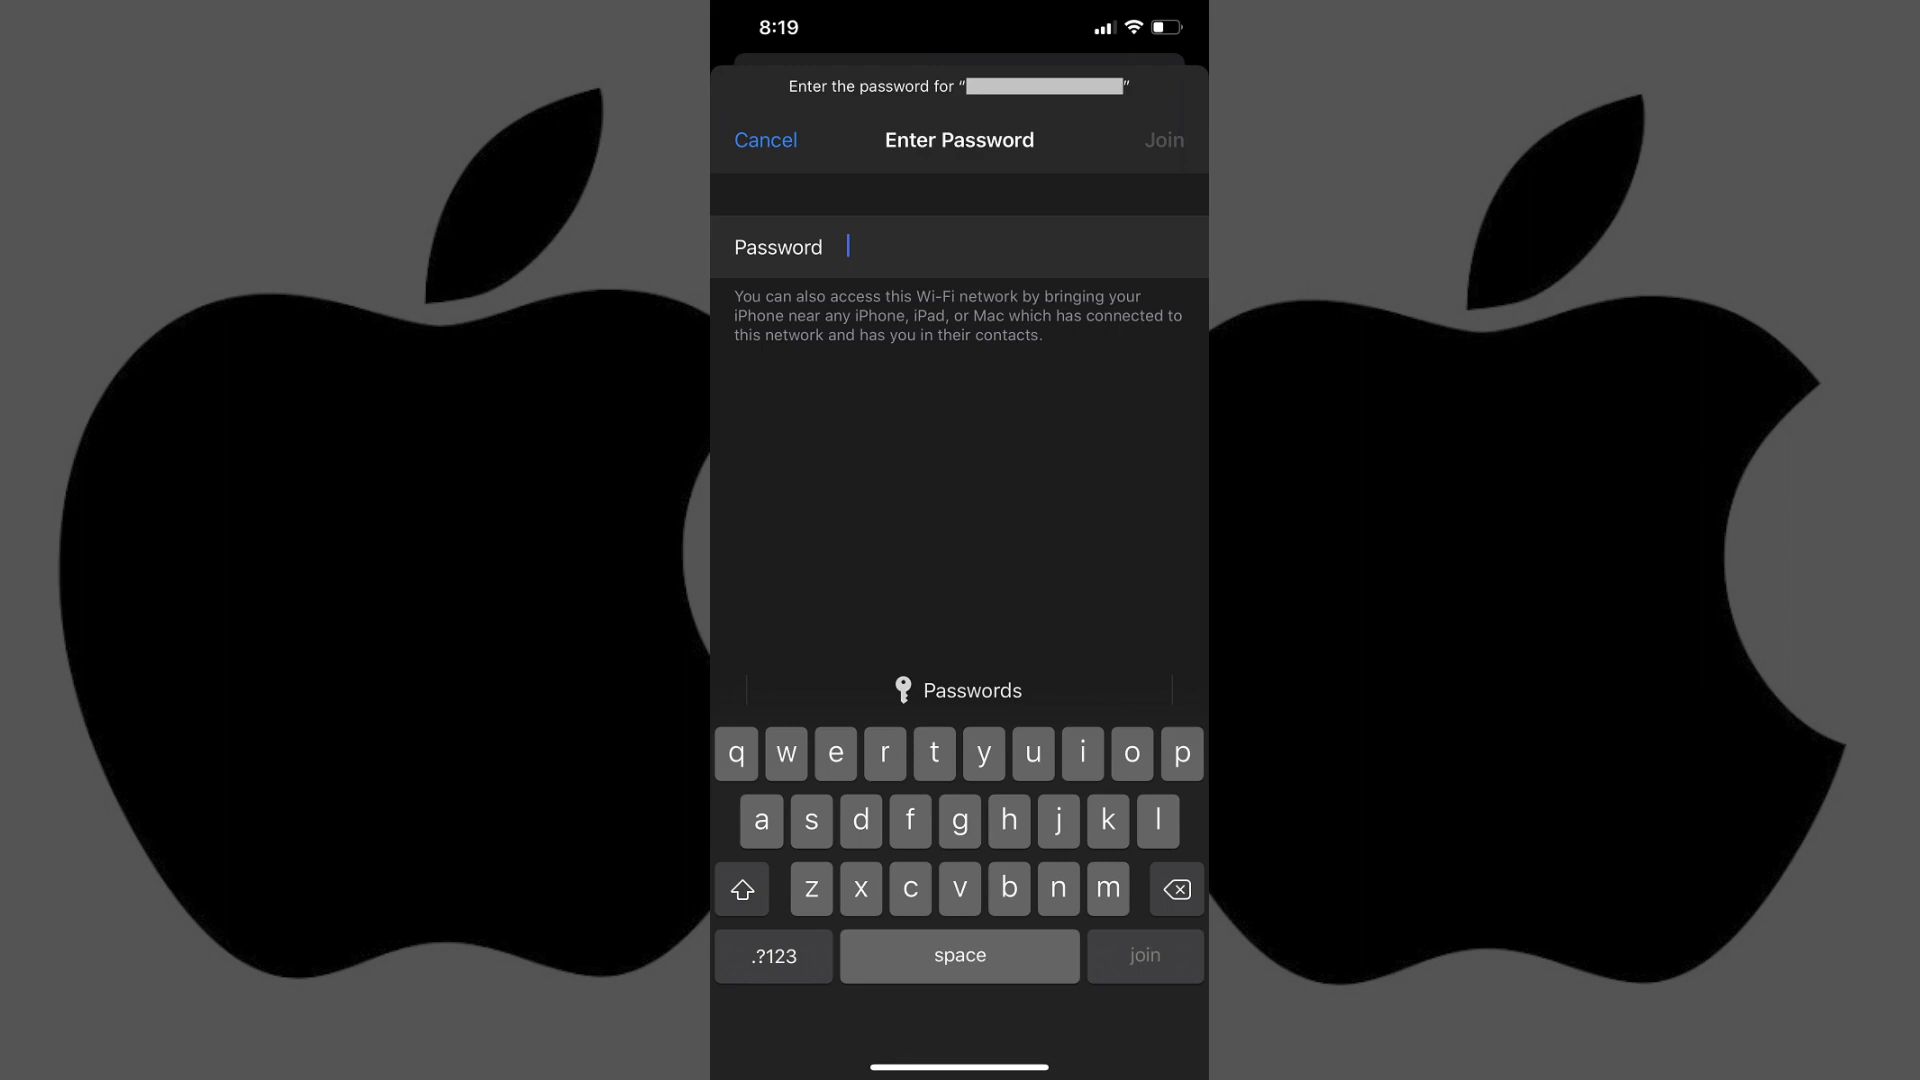 8:19
Enter the password for “ ”
Cancel Enter Password Join
Password
You can also access this Wi-Fi network by bringing your
iPhone near any iPhone, iPad, or Mac which has connected to
this network and has you in their contacts.
Passwords
q w e r t y u i o p
a s d f g h j k l
z x c v b n m
.?123 space join